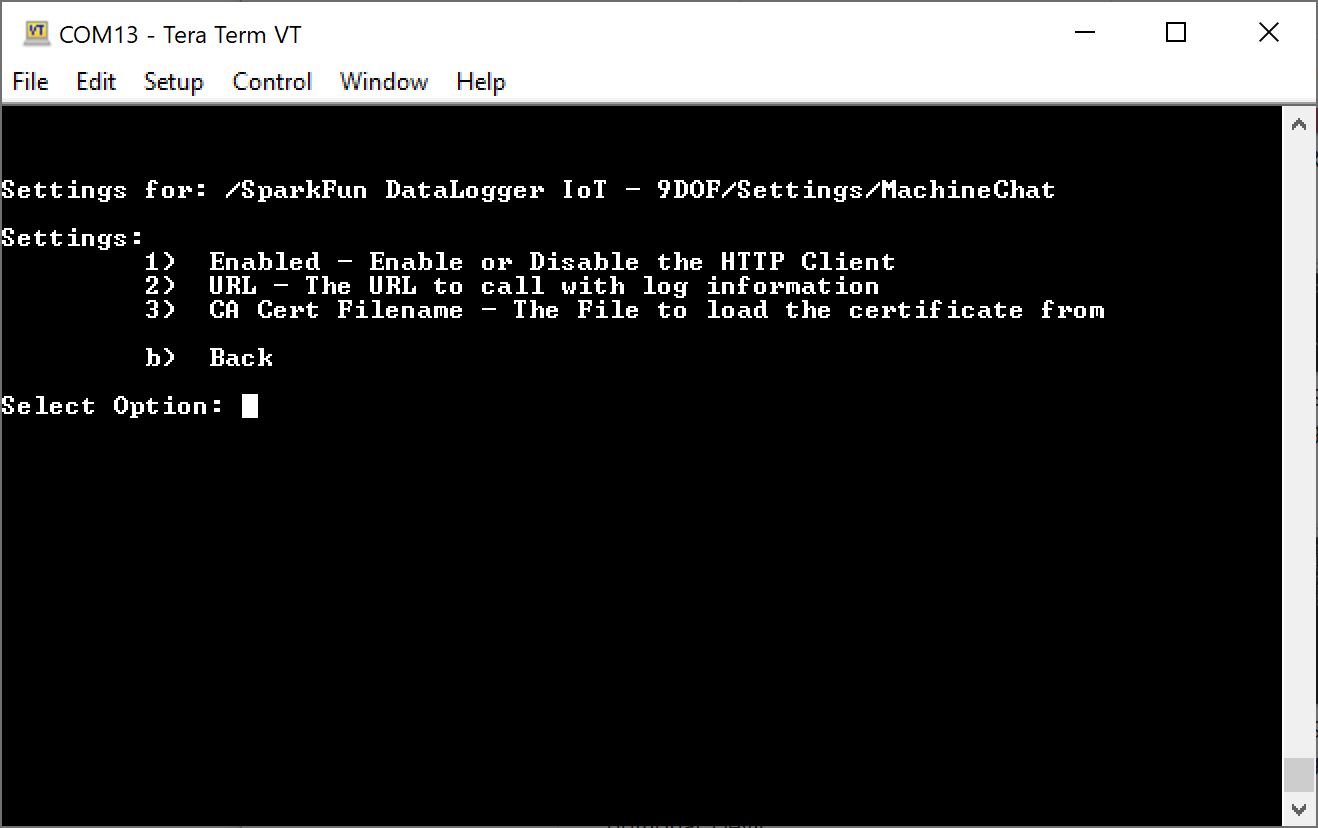 COM13 - Tera Term VT
File Edit Setup Control Window Help
Settings for: /SparkFun DataLogger IoT - 9DOF/Settings/MachineChat
Settings:
1) Enabled - Enable or Disable the HTTP Client
2) URL - The URL to call with log information
3) CA Cert Filename - The File to load the certificate from
b) Back
Select Option: